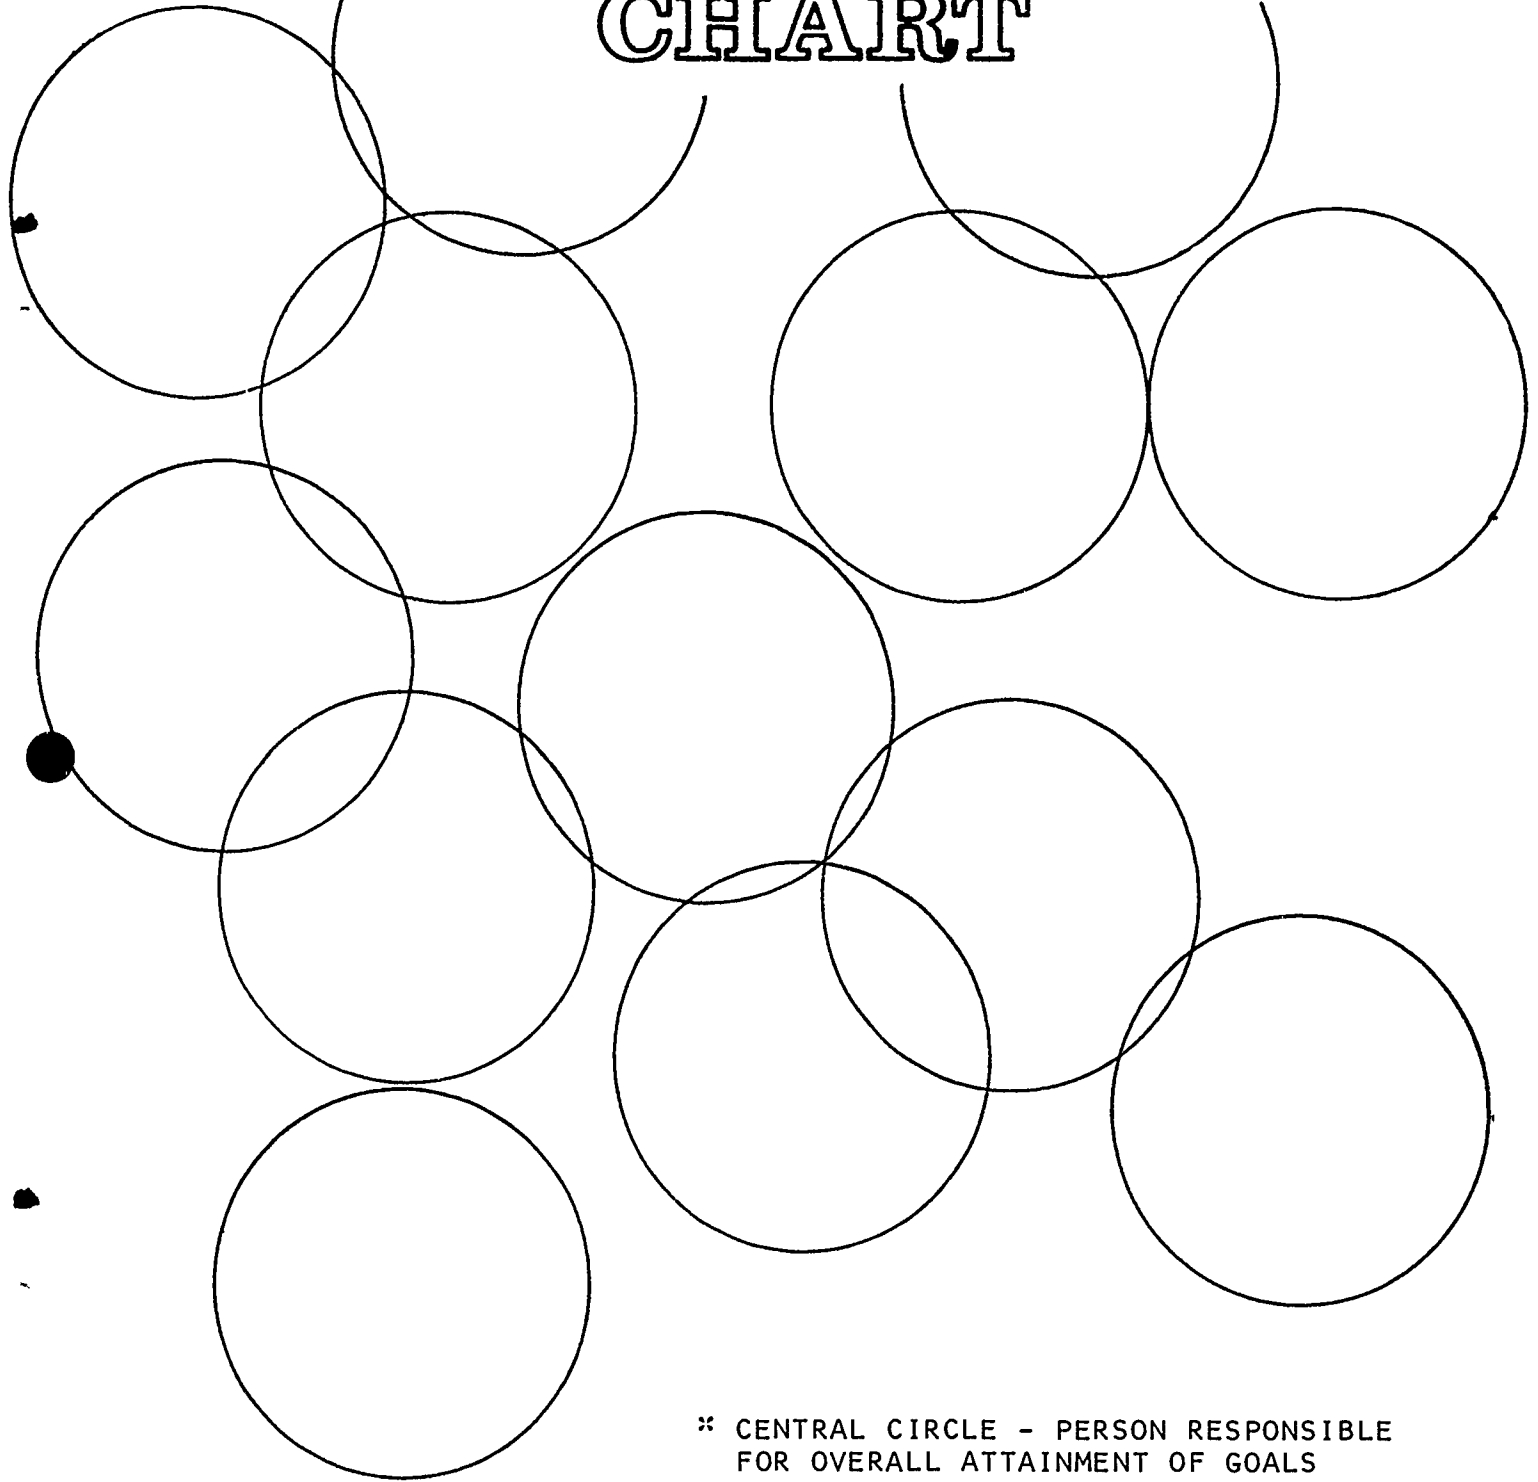 CHART
* CENTRAL CIRCLE - PERSON RESPONSIBLE
FOR OVERALL ATTAINMENT OF GOALS